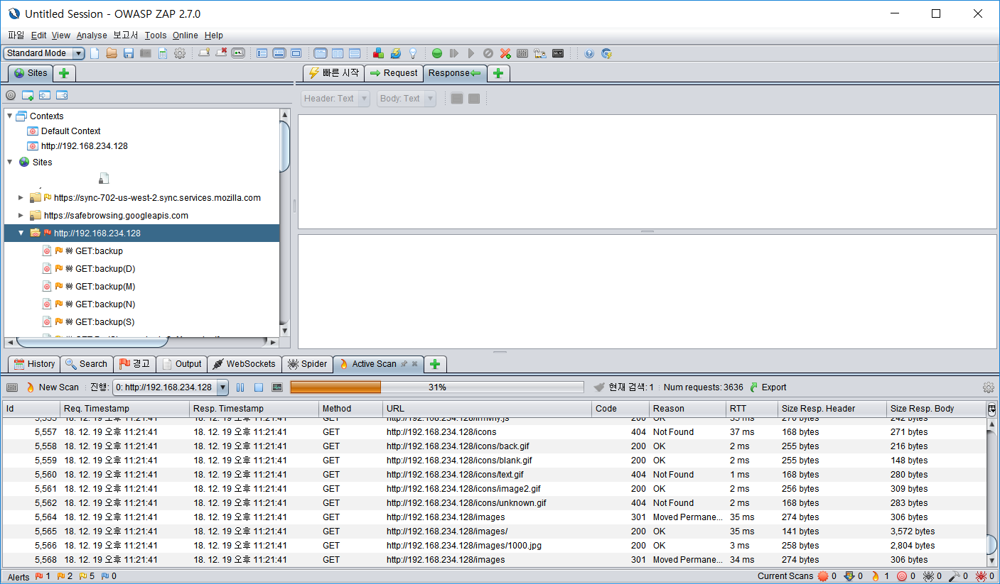 Untitled Session - OWASP ZAP 2.7.0
파일 Edit View Analyse 보고서 Tools Online Help
Standard Mode
Sites
빠른 시작 Request Response
Header: Text Body: Text
Contexts
Default Context
http://192.168.234.128
Sites
https://sync-702-us-west-2.sync.services.mozilla.com
https://safebrowsing.googleapis.com
http://192.168.234.128
GET:backup
GET:backup(D)
GET:backup(M)
GET:backup(N)
GET:backup(S)
History Search 경고 Output WebSockets Spider Active Scan
New Scan 진행: 0: http://192.168.234.128 31% 현재 검색: 1 Num requests: 3636 Export
Id Req. Timestamp Resp. Timestamp Method URL Code Reason RTT Size Resp. Header Size Resp. Body
5,557 18. 12. 19 오후 11:21:41 18. 12. 19 오후 11:21:41 GET http://192.168.234.128/icons 404 Not Found 37 ms 168 bytes 271 bytes
5,558 18. 12. 19 오후 11:21:41 18. 12. 19 오후 11:21:41 GET http://192.168.234.128/icons/back.gif 200 OK 2 ms 255 bytes 216 bytes
5,559 18. 12. 19 오후 11:21:41 18. 12. 19 오후 11:21:41 GET http://192.168.234.128/icons/blank.gif 200 OK 2 ms 255 bytes 148 bytes
5,560 18. 12. 19 오후 11:21:41 18. 12. 19 오후 11:21:41 GET http://192.168.234.128/icons/text.gif 404 Not Found 1 ms 168 bytes 280 bytes
5,561 18. 12. 19 오후 11:21:41 18. 12. 19 오후 11:21:41 GET http://192.168.234.128/icons/image2.gif 200 OK 2 ms 256 bytes 309 bytes
5,562 18. 12. 19 오후 11:21:41 18. 12. 19 오후 11:21:41 GET http://192.168.234.128/icons/unknown.gif 404 Not Found 2 ms 168 bytes 283 bytes
5,564 18. 12. 19 오후 11:21:41 18. 12. 19 오후 11:21:41 GET http://192.168.234.128/images 301 Moved Permane... 35 ms 274 bytes 306 bytes
5,565 18. 12. 19 오후 11:21:41 18. 12. 19 오후 11:21:41 GET http://192.168.234.128/images/ 200 OK 35 ms 141 bytes 3,572 bytes
5,566 18. 12. 19 오후 11:21:41 18. 12. 19 오후 11:21:41 GET http://192.168.234.128/images/1000.jpg 200 OK 3 ms 258 bytes 2,804 bytes
5,568 18. 12. 19 오후 11:21:41 18. 12. 19 오후 11:21:41 GET http://192.168.234.128/images 301 Moved Permane... 34 ms 274 bytes 306 bytes
Alerts 1 2 5 0 Current Scans 0 0 1 0 0 0 0